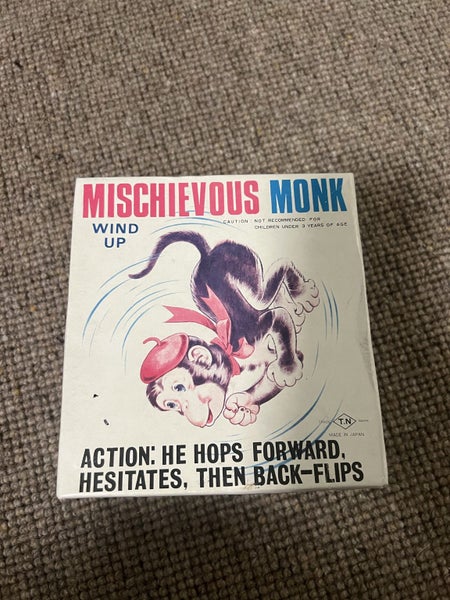 MISCHIEVOUS MONK
WIND
UP
CAUTION: NOT RECOMMENDED FOR
CHILDREN UNDER 3 YEARS OF AGE
T.N
MADE IN JAPAN
ACTION: HE HOPS FORWARD,
HESITATES, THEN BACK-FLIPS